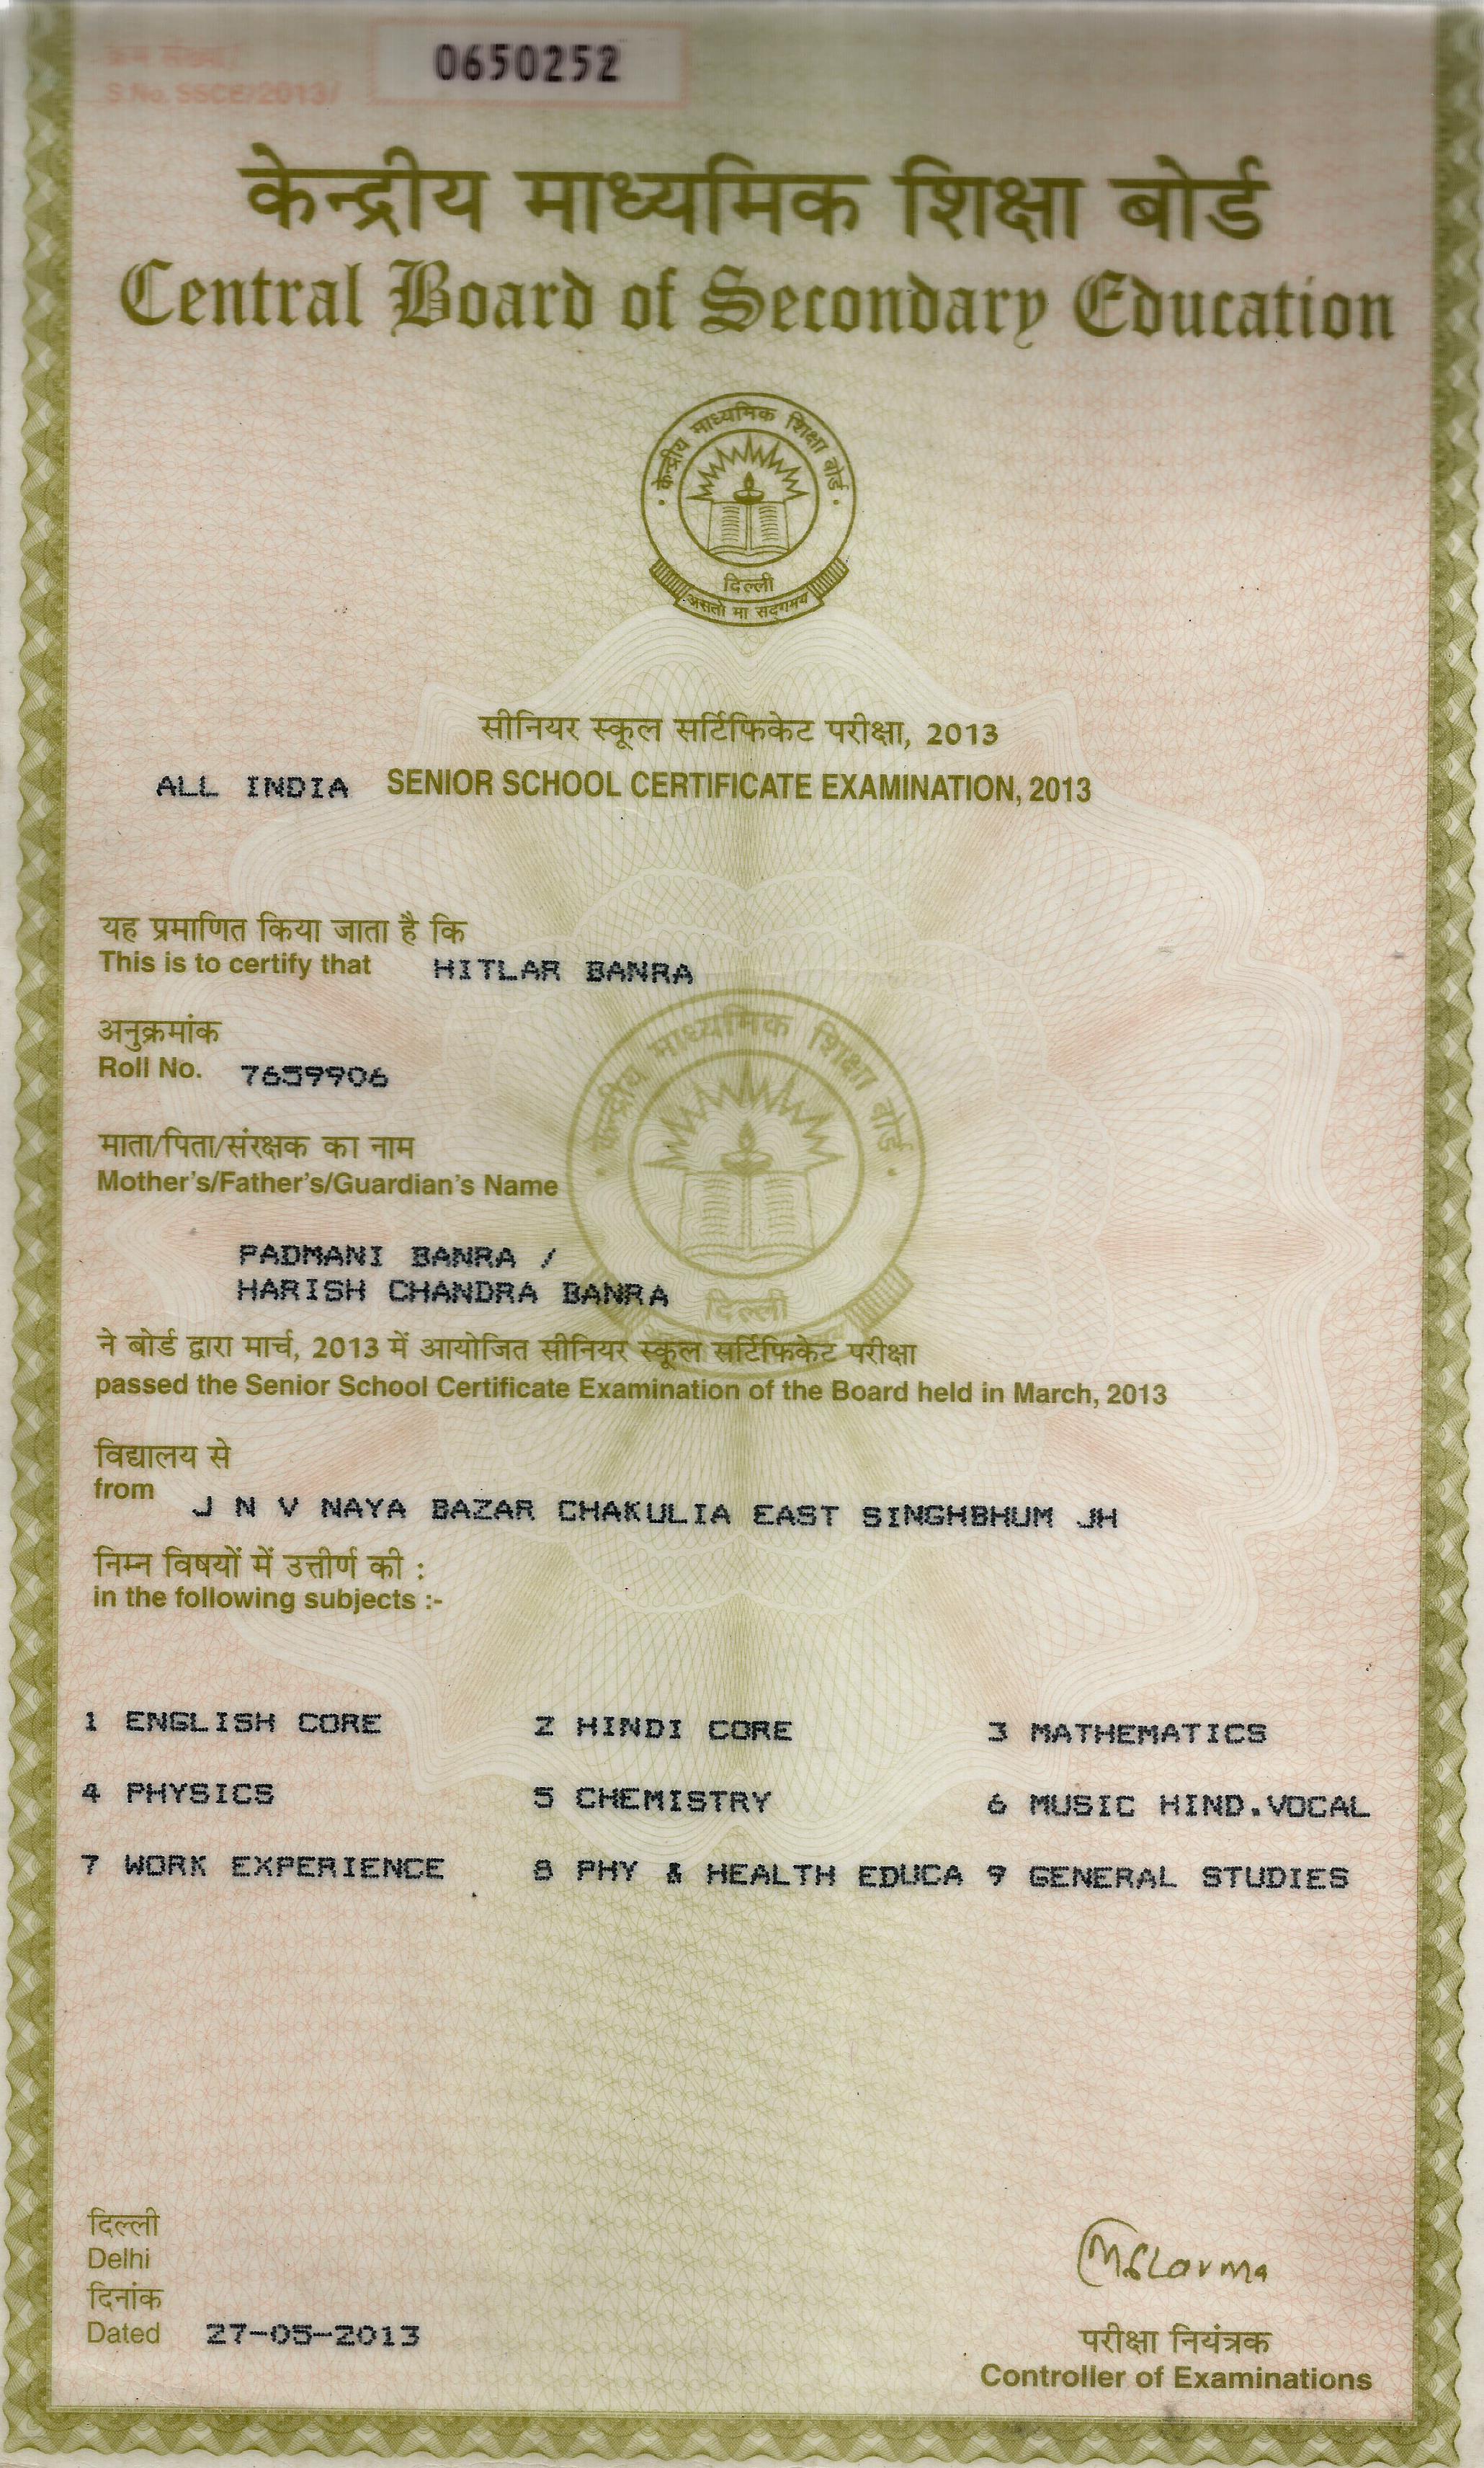 क्रम संख्या
S.No. SSCE/2013/ 0650252
केन्द्रीय माध्यमिक शिक्षा बोर्ड
Central Board of Secondary Education
केन्द्रीय माध्यमिक शिक्षा बोर्ड
दिल्ली
असतो मा सद्गमय
सीनियर स्कूल सर्टिफिकेट परीक्षा, 2013
ALL INDIA SENIOR SCHOOL CERTIFICATE EXAMINATION, 2013
यह प्रमाणित किया जाता है कि
This is to certify that HITLAR BANRA
अनुक्रमांक
Roll No. 7659906
केन्द्रीय माध्यमिक शिक्षा बोर्ड
माता/पिता/संरक्षक का नाम
Mother's/Father's/Guardian's Name
PADMANI BANRA /
HARISH CHANDRA BANRA
दिल्ली
ने बोर्ड द्वारा मार्च, 2013 में आयोजित सीनियर स्कूल सर्टिफिकेट परीक्षा
passed the Senior School Certificate Examination of the Board held in March, 2013
विद्यालय से
from J N V NAYA BAZAR CHAKULIA EAST SINGHBHUM JH
निम्न विषयों में उत्तीर्ण की :
in the following subjects :-
1 ENGLISH CORE 2 HINDI CORE 3 MATHEMATICS
4 PHYSICS 5 CHEMISTRY 6 MUSIC HIND.VOCAL
7 WORK EXPERIENCE 8 PHY & HEALTH EDUCA 9 GENERAL STUDIES
दिल्ली
Delhi
दिनांक
Dated 27-05-2013
परीक्षा नियंत्रक
Controller of Examinations